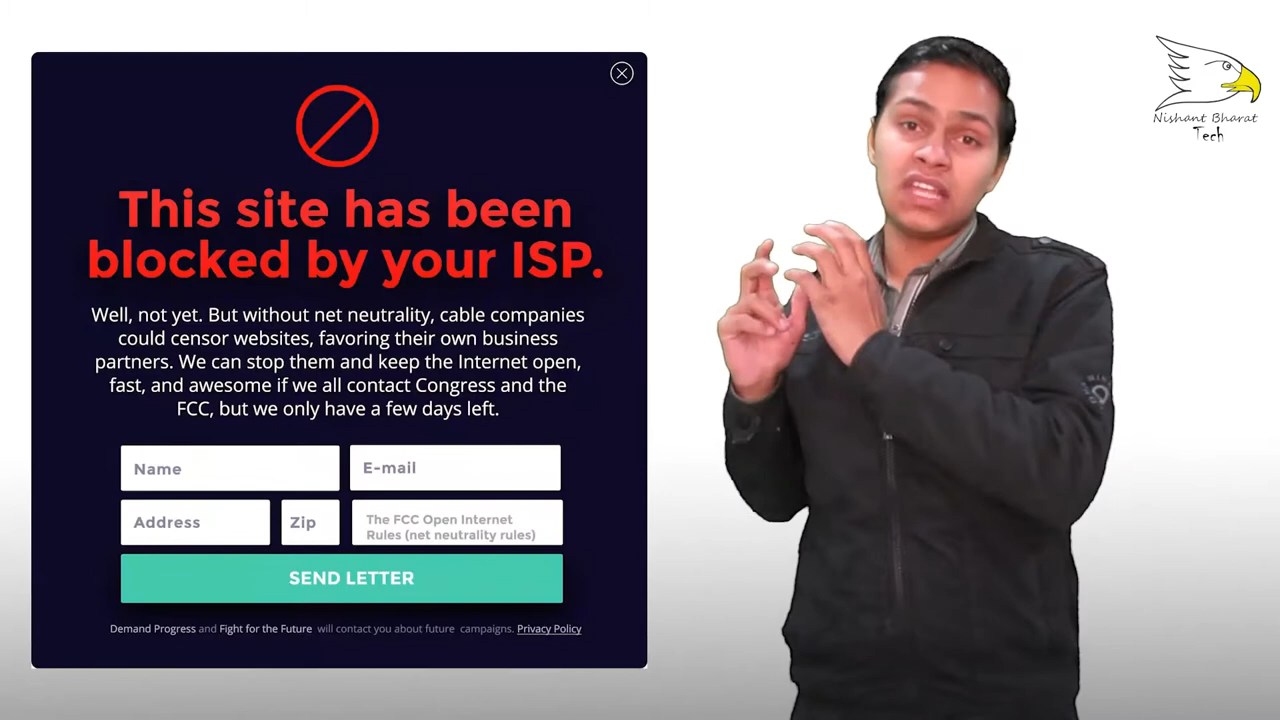 This site has been
blocked by your ISP.
Well, not yet. But without net neutrality, cable companies
could censor websites, favoring their own business
partners. We can stop them and keep the Internet open,
fast, and awesome if we all contact Congress and the
FCC, but we only have a few days left.
Name
E-mail
Address
Zip
The FCC Open Internet
Rules (net neutrality rules)
SEND LETTER
Demand Progress and Fight for the Future will contact you about future campaigns. Privacy Policy
Nishant Bharat
Tech